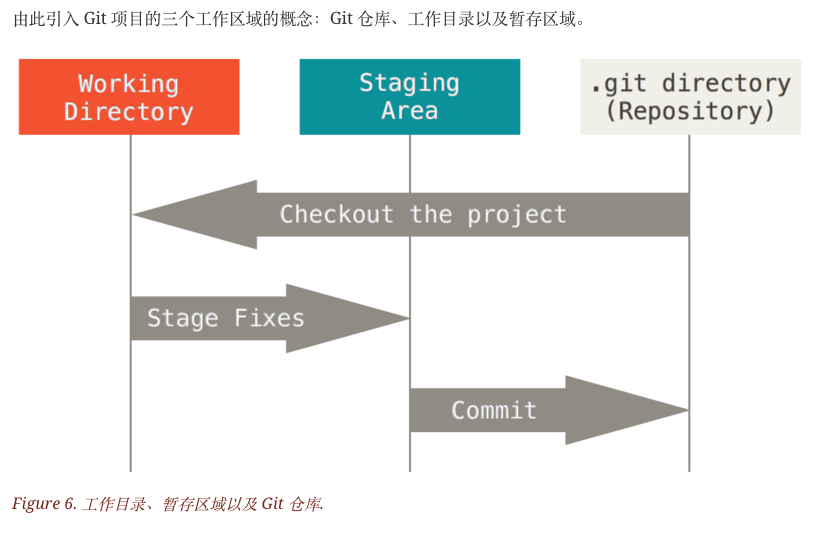 由此引入 Git 项目的三个工作区域的概念：Git 仓库、工作目录以及暂存区域。
Working
Directory
Staging
Area
.git directory
(Repository)
Checkout the project
Stage Fixes
Commit
Figure 6. 工作目录、暂存区域以及 Git 仓库.